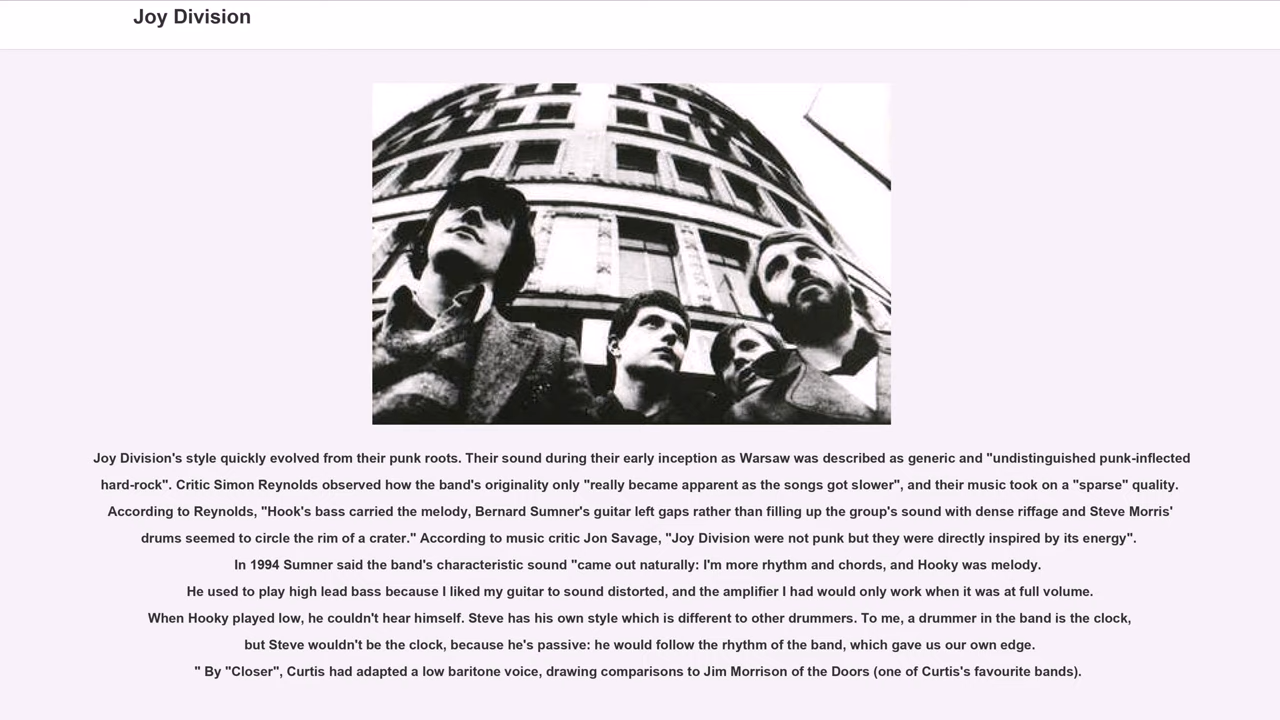 Joy Division
Joy Division's style quickly evolved from their punk roots. Their sound during their early inception as Warsaw was described as generic and "undistinguished punk-inflected
hard-rock". Critic Simon Reynolds observed how the band's originality only "really became apparent as the songs got slower", and their music took on a "sparse" quality.
According to Reynolds, "Hook's bass carried the melody, Bernard Sumner's guitar left gaps rather than filling up the group's sound with dense riffage and Steve Morris'
drums seemed to circle the rim of a crater." According to music critic Jon Savage, "Joy Division were not punk but they were directly inspired by its energy".
In 1994 Sumner said the band's characteristic sound "came out naturally: I'm more rhythm and chords, and Hooky was melody.
He used to play high lead bass because I liked my guitar to sound distorted, and the amplifier I had would only work when it was at full volume.
When Hooky played low, he couldn't hear himself. Steve has his own style which is different to other drummers. To me, a drummer in the band is the clock,
but Steve wouldn't be the clock, because he's passive: he would follow the rhythm of the band, which gave us our own edge.
" By "Closer", Curtis had adapted a low baritone voice, drawing comparisons to Jim Morrison of the Doors (one of Curtis's favourite bands).